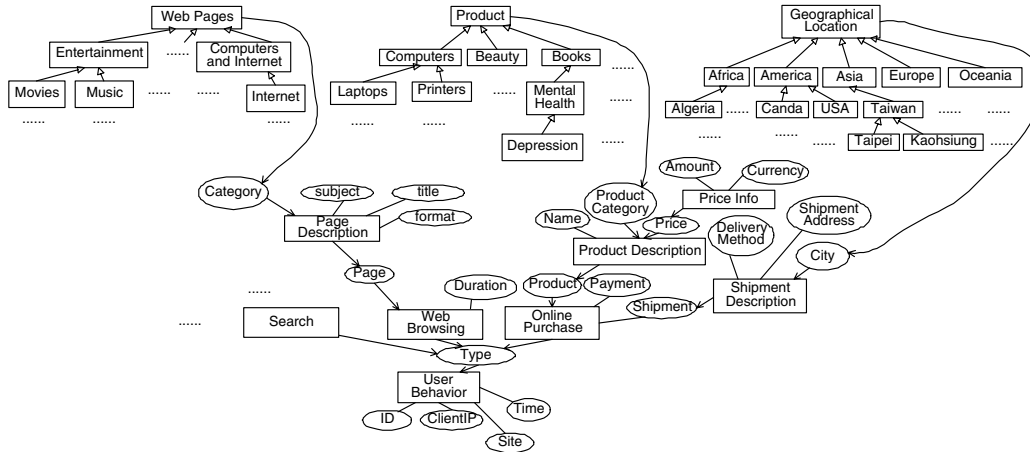 Web Pages
Product
Geographical
Location
Entertainment
......
Computers
and Internet
Computers
Beauty
Books
Africa
America
Asia
Europe
Oceania
Movies
Music
......
......
Internet
Laptops
Printers
Mental
Health
......
Algeria
......
Canda
USA
Taiwan
......
......
......
......
......
......
......
......
Depression
......
......
......
Taipei
Kaohsiung
......
Category
subject
title
format
Page
Description
Amount
Currency
Price Info
Product
Category
Name
Price
Product Description
Delivery
Method
Shipment
Address
City
Page
Duration
Product
Payment
Shipment
Shipment
Description
......
......
Search
Web
Browsing
Online
Purchase
Type
User
Behavior
ID
ClientIP
Time
Site